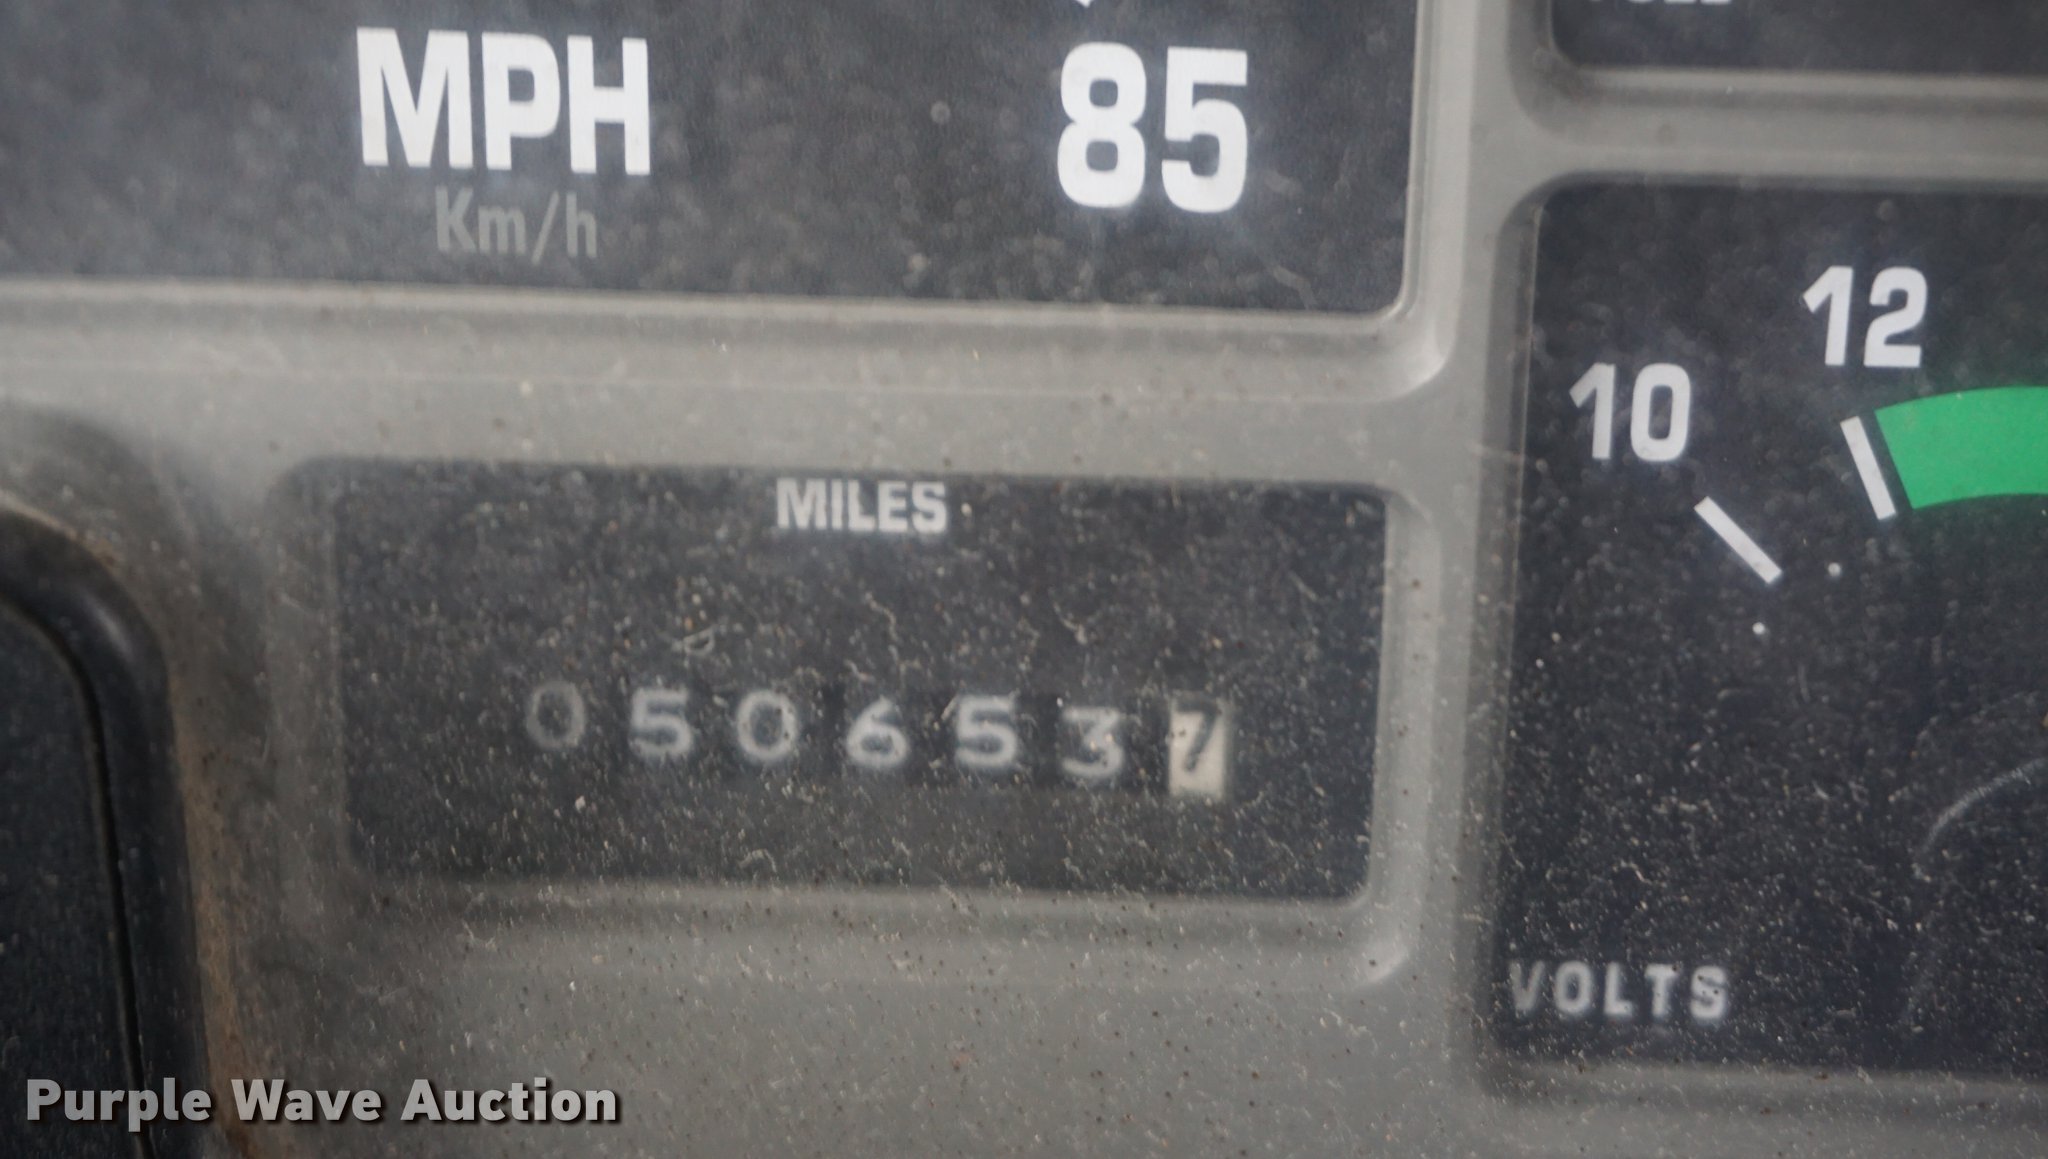 MPH
85
Km/h
12
10
MILES
0506537
VOLTS
Purple Wave Auction